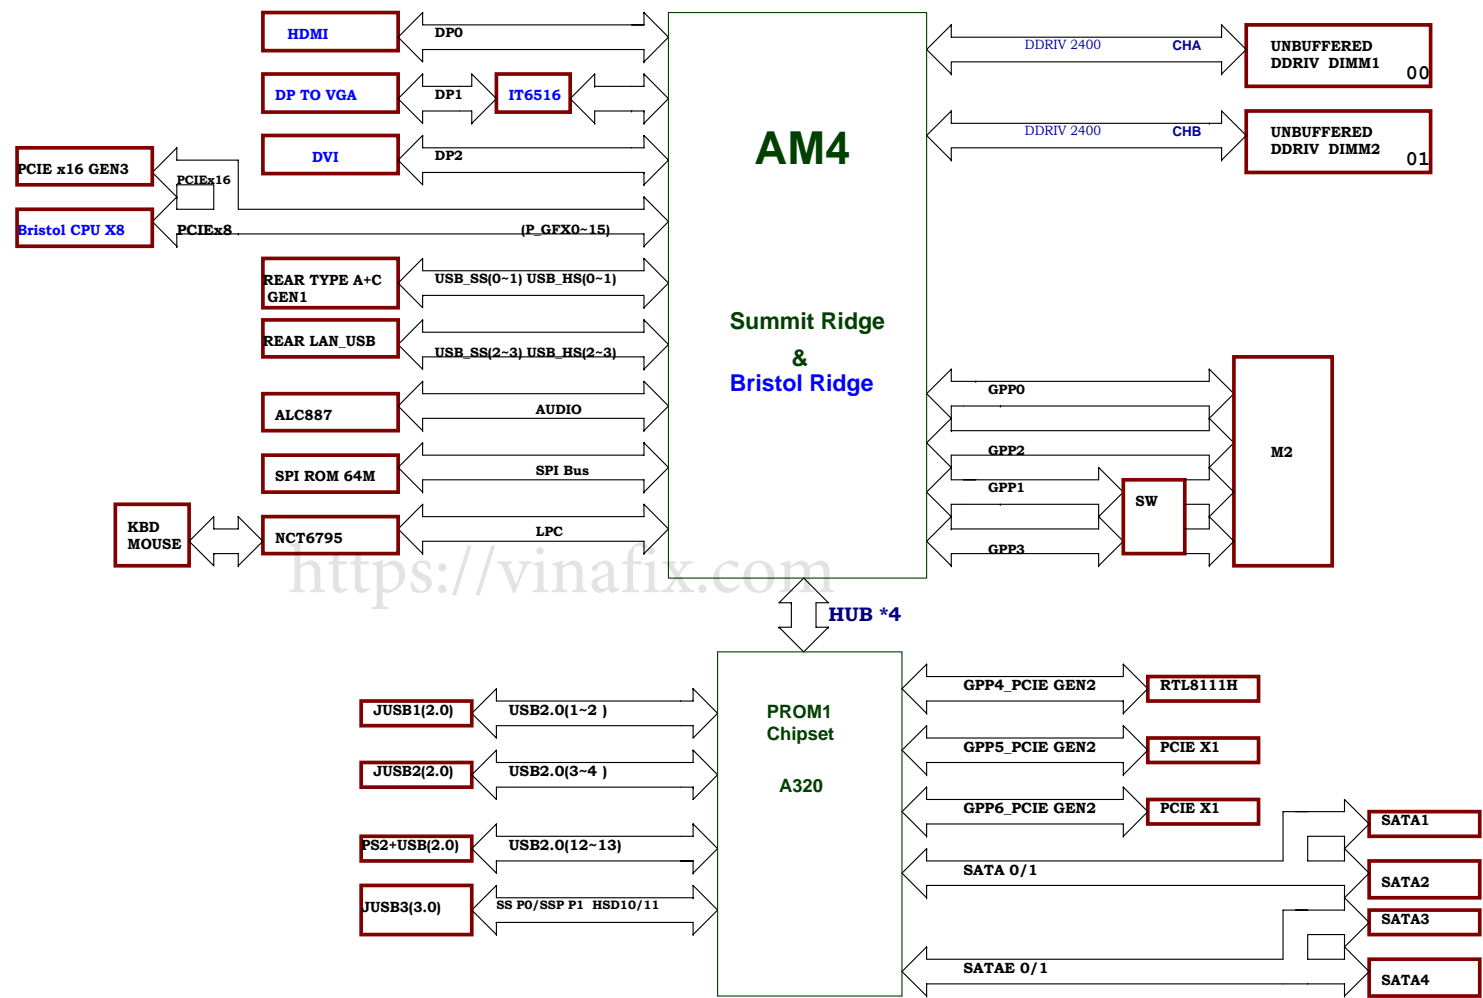 HDMI
DP0
DP TO VGA
DP1
IT6516
DVI
DP2
PCIE x16 GEN3
PCIEx16
Bristol CPU X8
PCIEx8
(P_GFX0~15)
REAR TYPE A+C
GEN1
USB_SS(0~1) USB_HS(0~1)
REAR LAN_USB
USB_SS(2~3) USB_HS(2~3)
ALC887
AUDIO
SPI ROM 64M
SPI Bus
KBD
MOUSE
NCT6795
LPC
AM4
Summit Ridge
&
Bristol Ridge
DDRIV 2400
CHA
UNBUFFERED
DDRIV DIMM1
00
DDRIV 2400
CHB
UNBUFFERED
DDRIV DIMM2
01
GPP0
GPP2
GPP1
GPP3
SW
M2
https://vinafix.com
HUB *4
PROM1
Chipset
A320
JUSB1(2.0)
USB2.0(1~2 )
JUSB2(2.0)
USB2.0(3~4 )
PS2+USB(2.0)
USB2.0(12~13)
JUSB3(3.0)
SS P0/SSP P1 HSD10/11
GPP4_PCIE GEN2
RTL8111H
GPP5_PCIE GEN2
PCIE X1
GPP6_PCIE GEN2
PCIE X1
SATA 0/1
SATA1
SATA2
SATAE 0/1
SATA3
SATA4